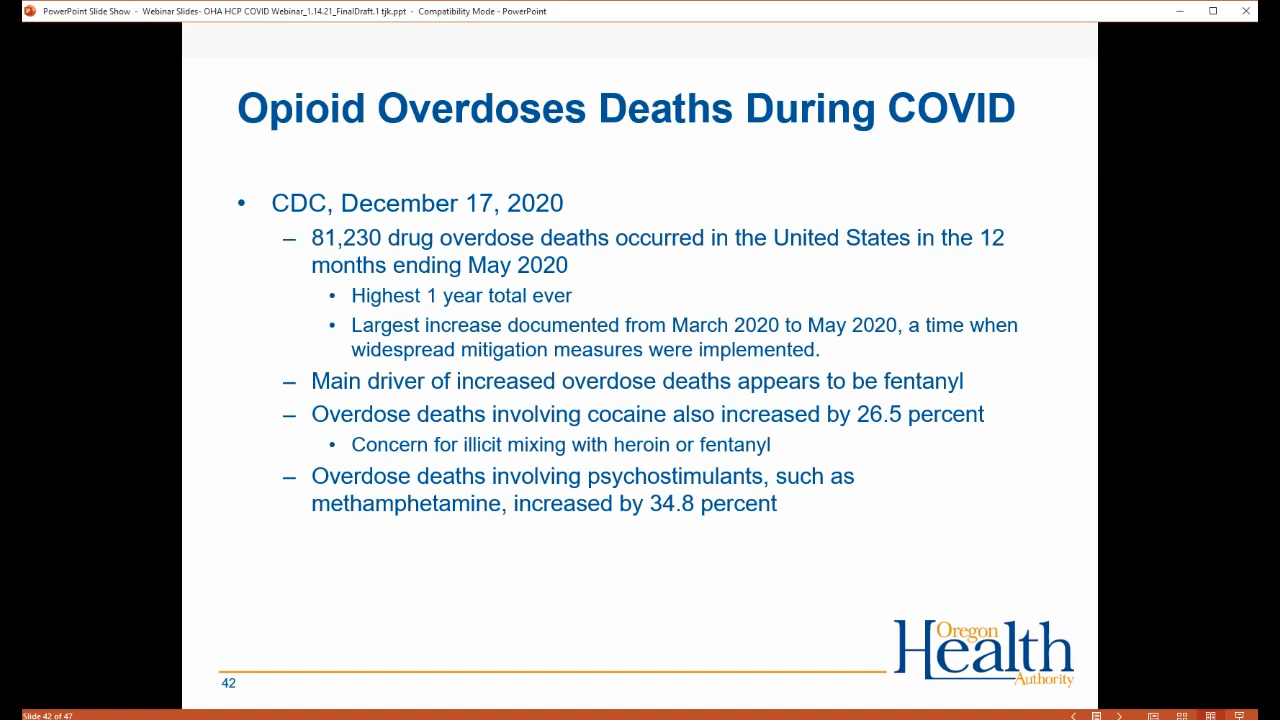 PowerPoint Slide Show - Webinar Slides- OHA HCP COVID Webinar_1.14.21_FinalDraft.1 tjk.ppt - Compatibility Mode - PowerPoint
Opioid Overdoses Deaths During COVID
• CDC, December 17, 2020
– 81,230 drug overdose deaths occurred in the United States in the 12
months ending May 2020
• Highest 1 year total ever
• Largest increase documented from March 2020 to May 2020, a time when
widespread mitigation measures were implemented.
– Main driver of increased overdose deaths appears to be fentanyl
– Overdose deaths involving cocaine also increased by 26.5 percent
• Concern for illicit mixing with heroin or fentanyl
– Overdose deaths involving psychostimulants, such as
methamphetamine, increased by 34.8 percent
Oregon
Health
Authority
42
Slide 42 of 47